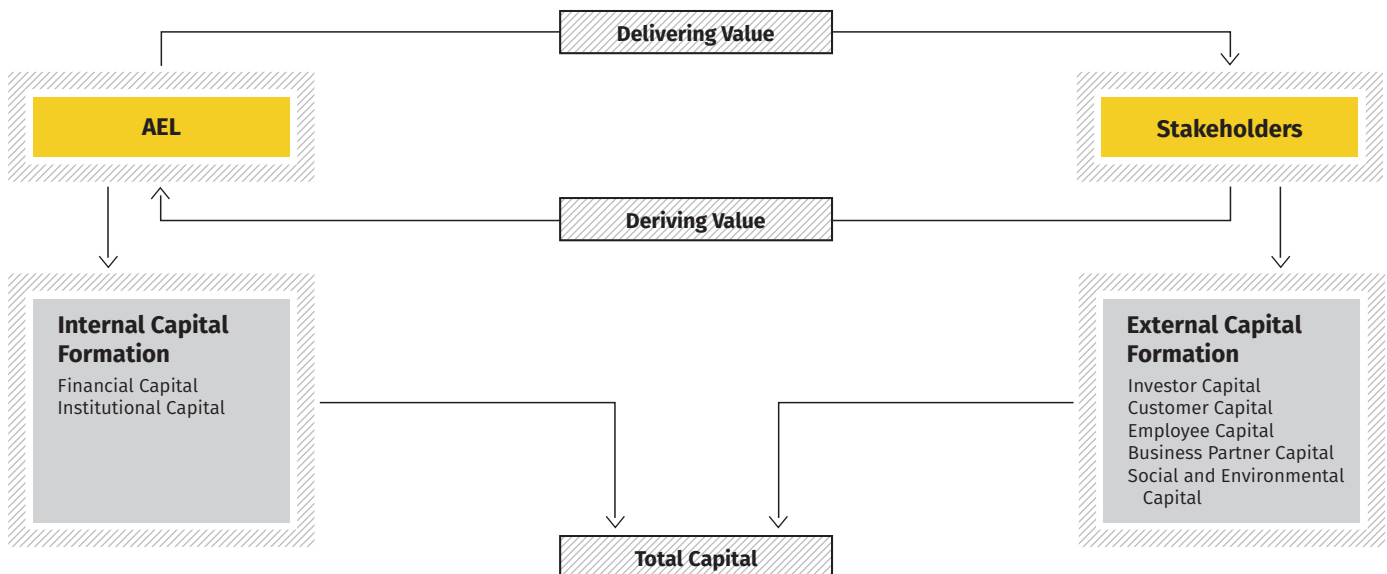 Delivering Value
AEL
Stakeholders
Deriving Value
Internal Capital
Formation
Financial Capital
Institutional Capital
External Capital
Formation
Investor Capital
Customer Capital
Employee Capital
Business Partner Capital
Social and Environmental
Capital
Total Capital